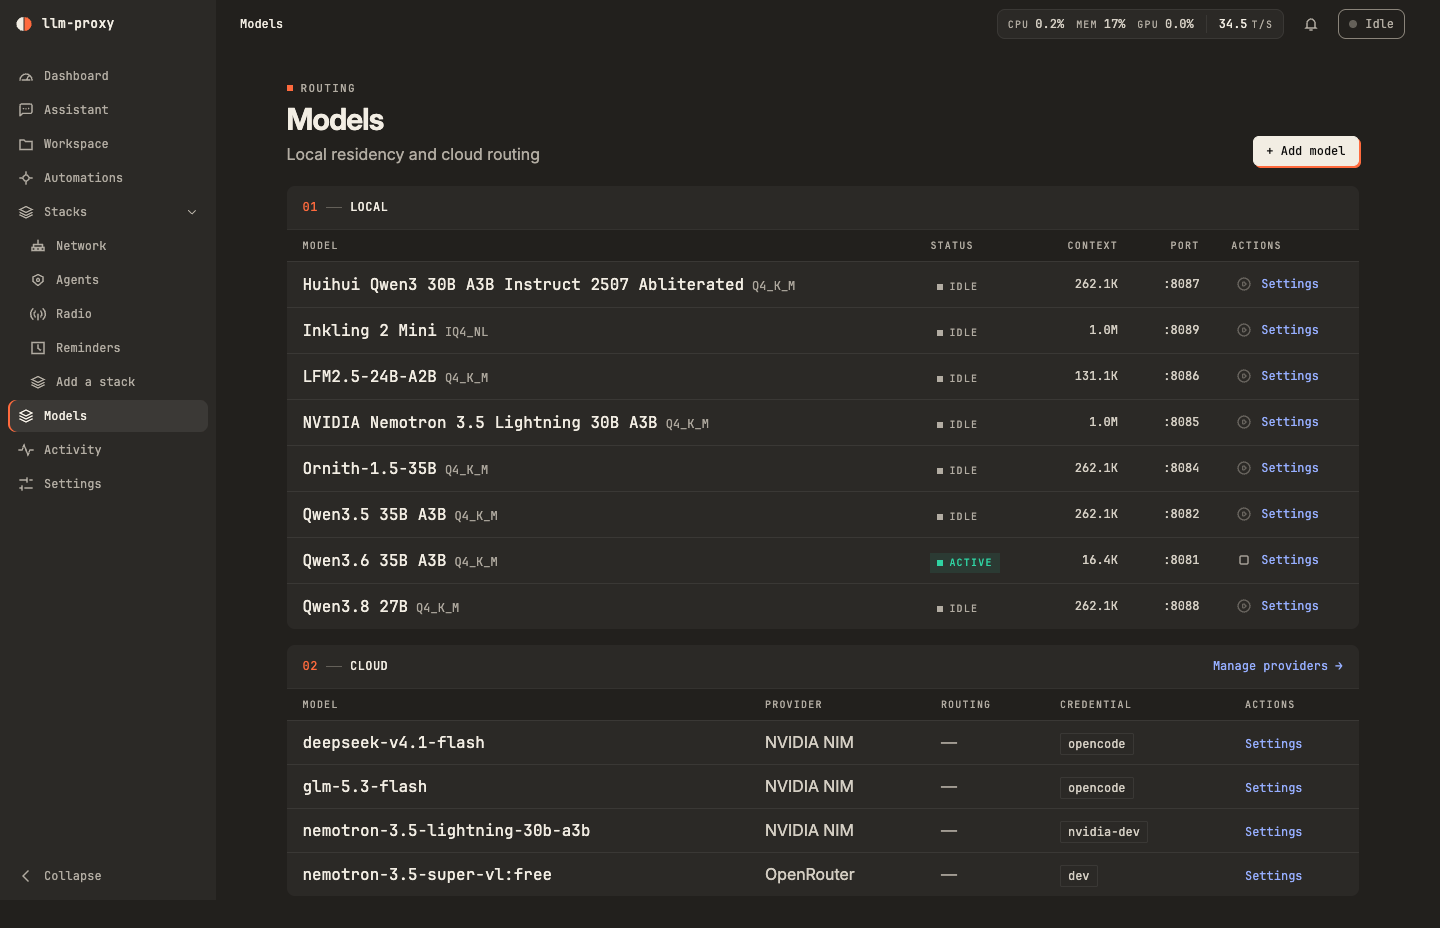 llm-proxy
Models
CPU 0.2% MEM 17% GPU 0.0% 34.5 T/S
Idle
Dashboard
Assistant
Workspace
Automations
Stacks
Network
Agents
Radio
Reminders
Add a stack
Models
Activity
Settings
Collapse
ROUTING
Models
Local residency and cloud routing
+ Add model
01 — LOCAL
MODEL STATUS CONTEXT PORT ACTIONS
Huihui Qwen3 30B A3B Instruct 2507 Abliterated Q4_K_M IDLE 262.1K :8087 Settings
Inkling 2 Mini IQ4_NL IDLE 1.0M :8089 Settings
LFM2.5-24B-A2B Q4_K_M IDLE 131.1K :8086 Settings
NVIDIA Nemotron 3.5 Lightning 30B A3B Q4_K_M IDLE 1.0M :8085 Settings
Ornith-1.5-35B Q4_K_M IDLE 262.1K :8084 Settings
Qwen3.5 35B A3B Q4_K_M IDLE 262.1K :8082 Settings
Qwen3.6 35B A3B Q4_K_M ACTIVE 16.4K :8081 Settings
Qwen3.8 27B Q4_K_M IDLE 262.1K :8088 Settings
02 — CLOUD Manage providers →
MODEL PROVIDER ROUTING CREDENTIAL ACTIONS
deepseek-v4.1-flash NVIDIA NIM — opencode Settings
glm-5.3-flash NVIDIA NIM — opencode Settings
nemotron-3.5-lightning-30b-a3b NVIDIA NIM — nvidia-dev Settings
nemotron-3.5-super-vl:free OpenRouter — dev Settings